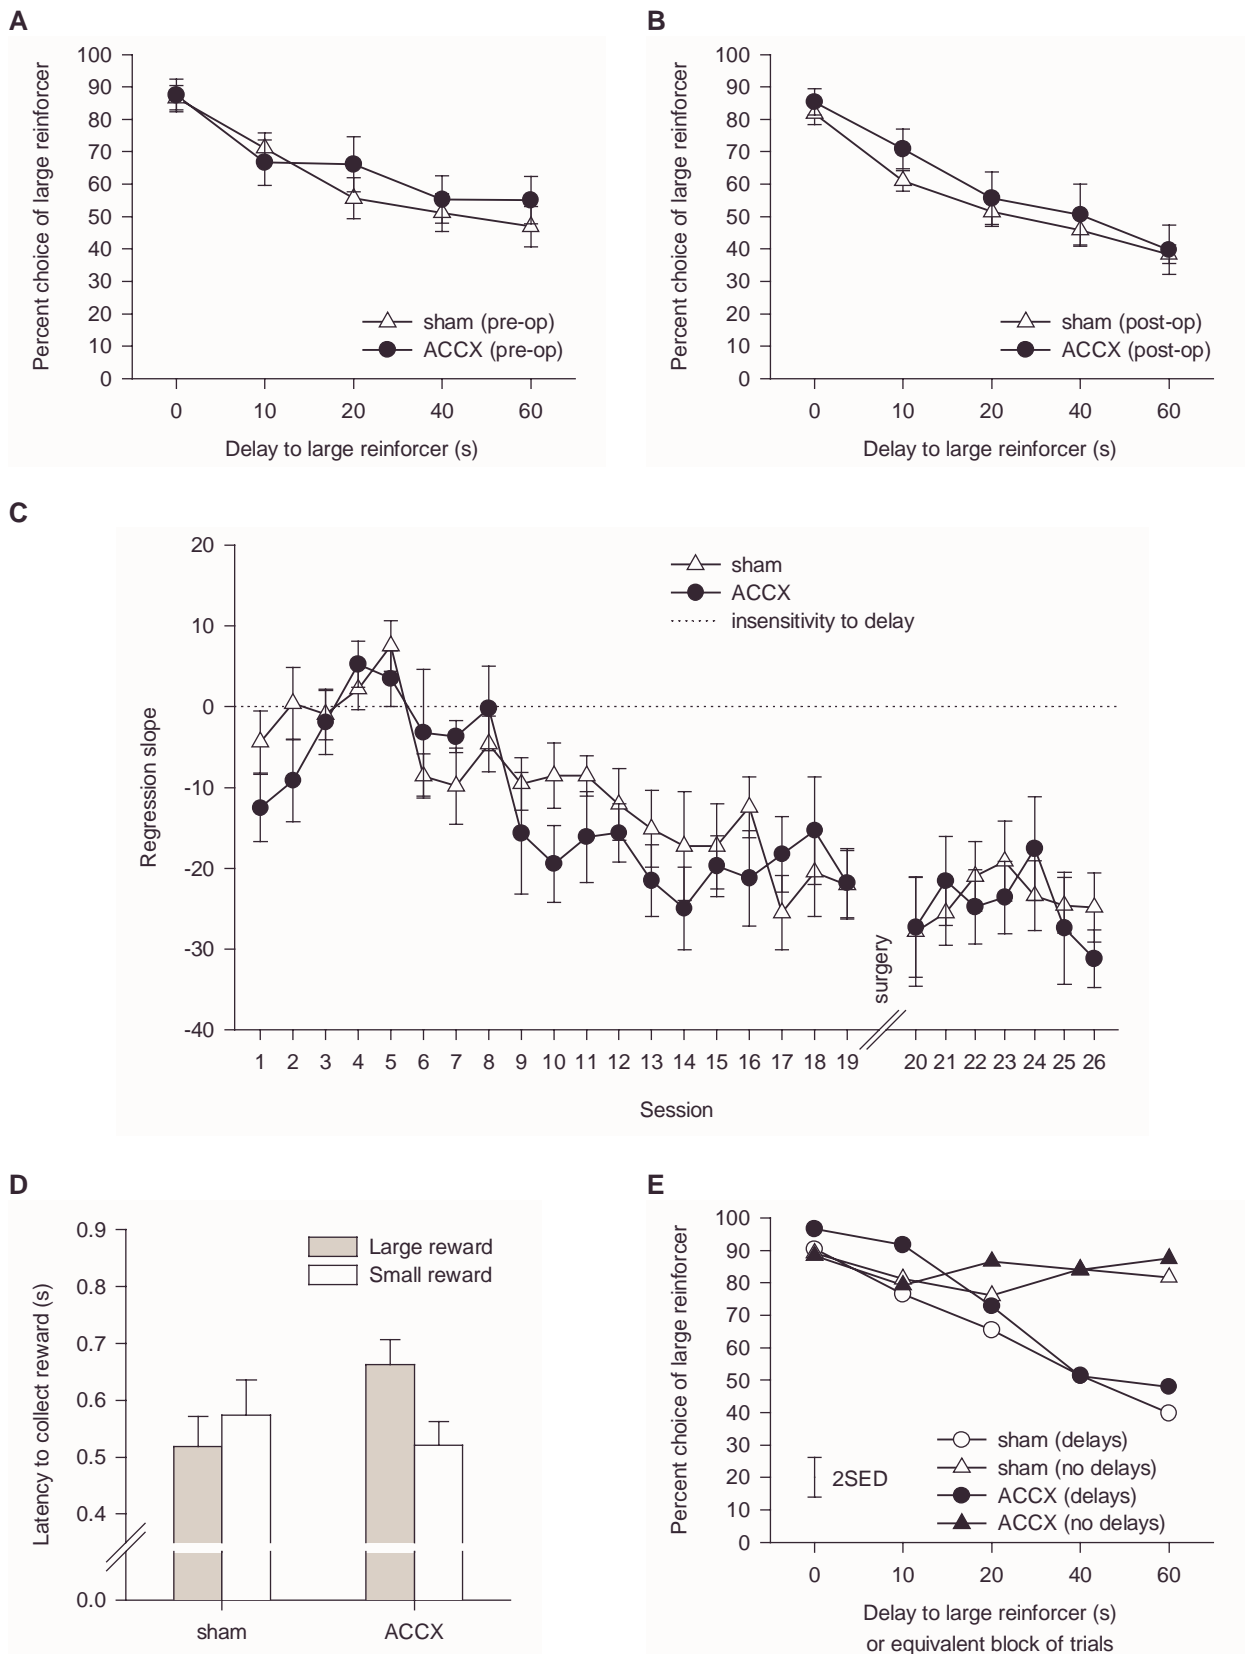 A
B
Percent choice of large reinforcer
100
90
80
70
60
50
40
30
20
10
0
sham (pre-op)
ACCX (pre-op)
0 10 20 40 60
Delay to large reinforcer (s)
Percent choice of large reinforcer
100
90
80
70
60
50
40
30
20
10
0
sham (post-op)
ACCX (post-op)
0 10 20 40 60
Delay to large reinforcer (s)
C
Regression slope
20
10
0
-10
-20
-30
-40
sham
ACCX
insensitivity to delay
surgery
1 2 3 4 5 6 7 8 9 10 11 12 13 14 15 16 17 18 19 20 21 22 23 24 25 26
Session
D
Latency to collect reward (s)
0.9
0.8
0.7
0.6
0.5
0.4
0.0
Large reward
Small reward
sham ACCX
E
Percent choice of large reinforcer
100
90
80
70
60
50
40
30
20
10
0
2SED
sham (delays)
sham (no delays)
ACCX (delays)
ACCX (no delays)
0 10 20 40 60
Delay to large reinforcer (s)
or equivalent block of trials